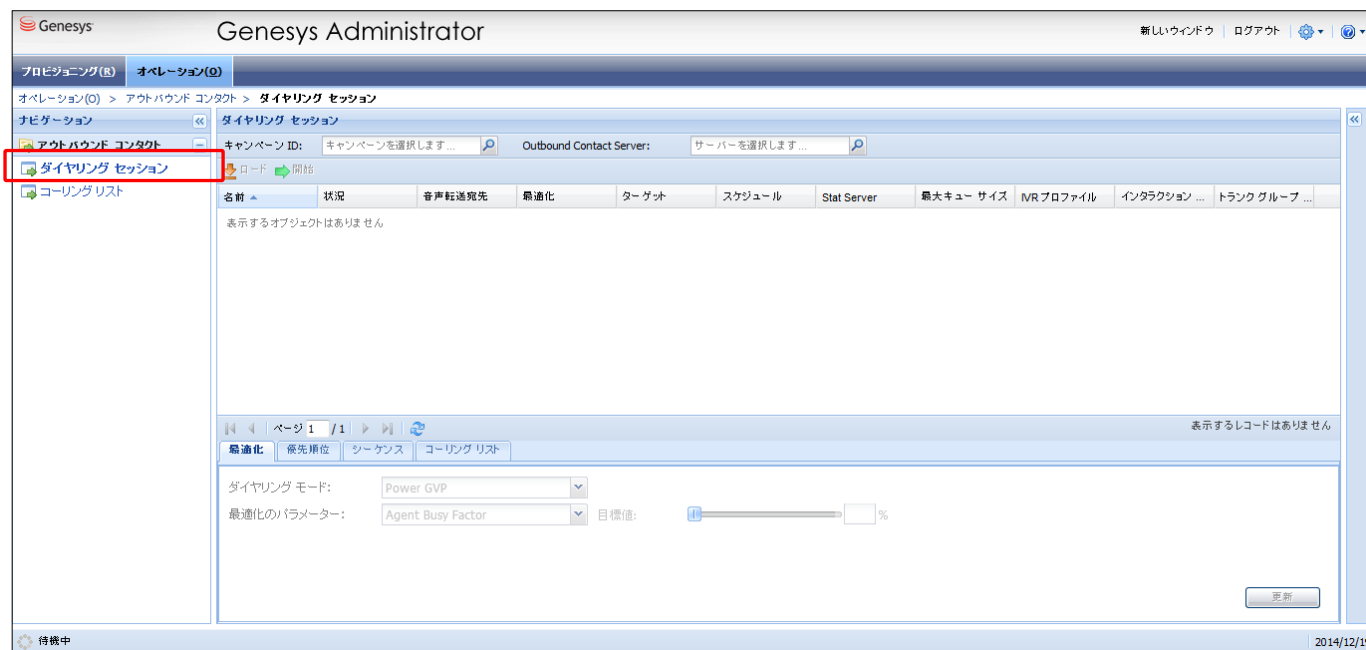 Genesys
Genesys Administrator
新しいウィンドウ ログアウト
プロビジョニング(R) オペレーション(O)
オペレーション(O) > アウトバウンド コンタクト > ダイヤリング セッション
ナビゲーション
アウトバウンド コンタクト
ダイヤリング セッション
コーリング リスト
ダイヤリング セッション
キャンペーン ID: キャンペーンを選択します... Outbound Contact Server: サーバーを選択します...
ロード 開始
名前 状況 音声転送宛先 最適化 ターゲット スケジュール Stat Server 最大キュー サイズ IVR プロファイル インタラクション ... トランク グループ ...
表示するオブジェクトはありません
ページ 1 / 1
表示するレコードはありません
最適化 優先順位 シーケンス コーリング リスト
ダイヤリング モード: Power GVP
最適化のパラメーター: Agent Busy Factor 目標値: %
更新
待機中
2014/12/19